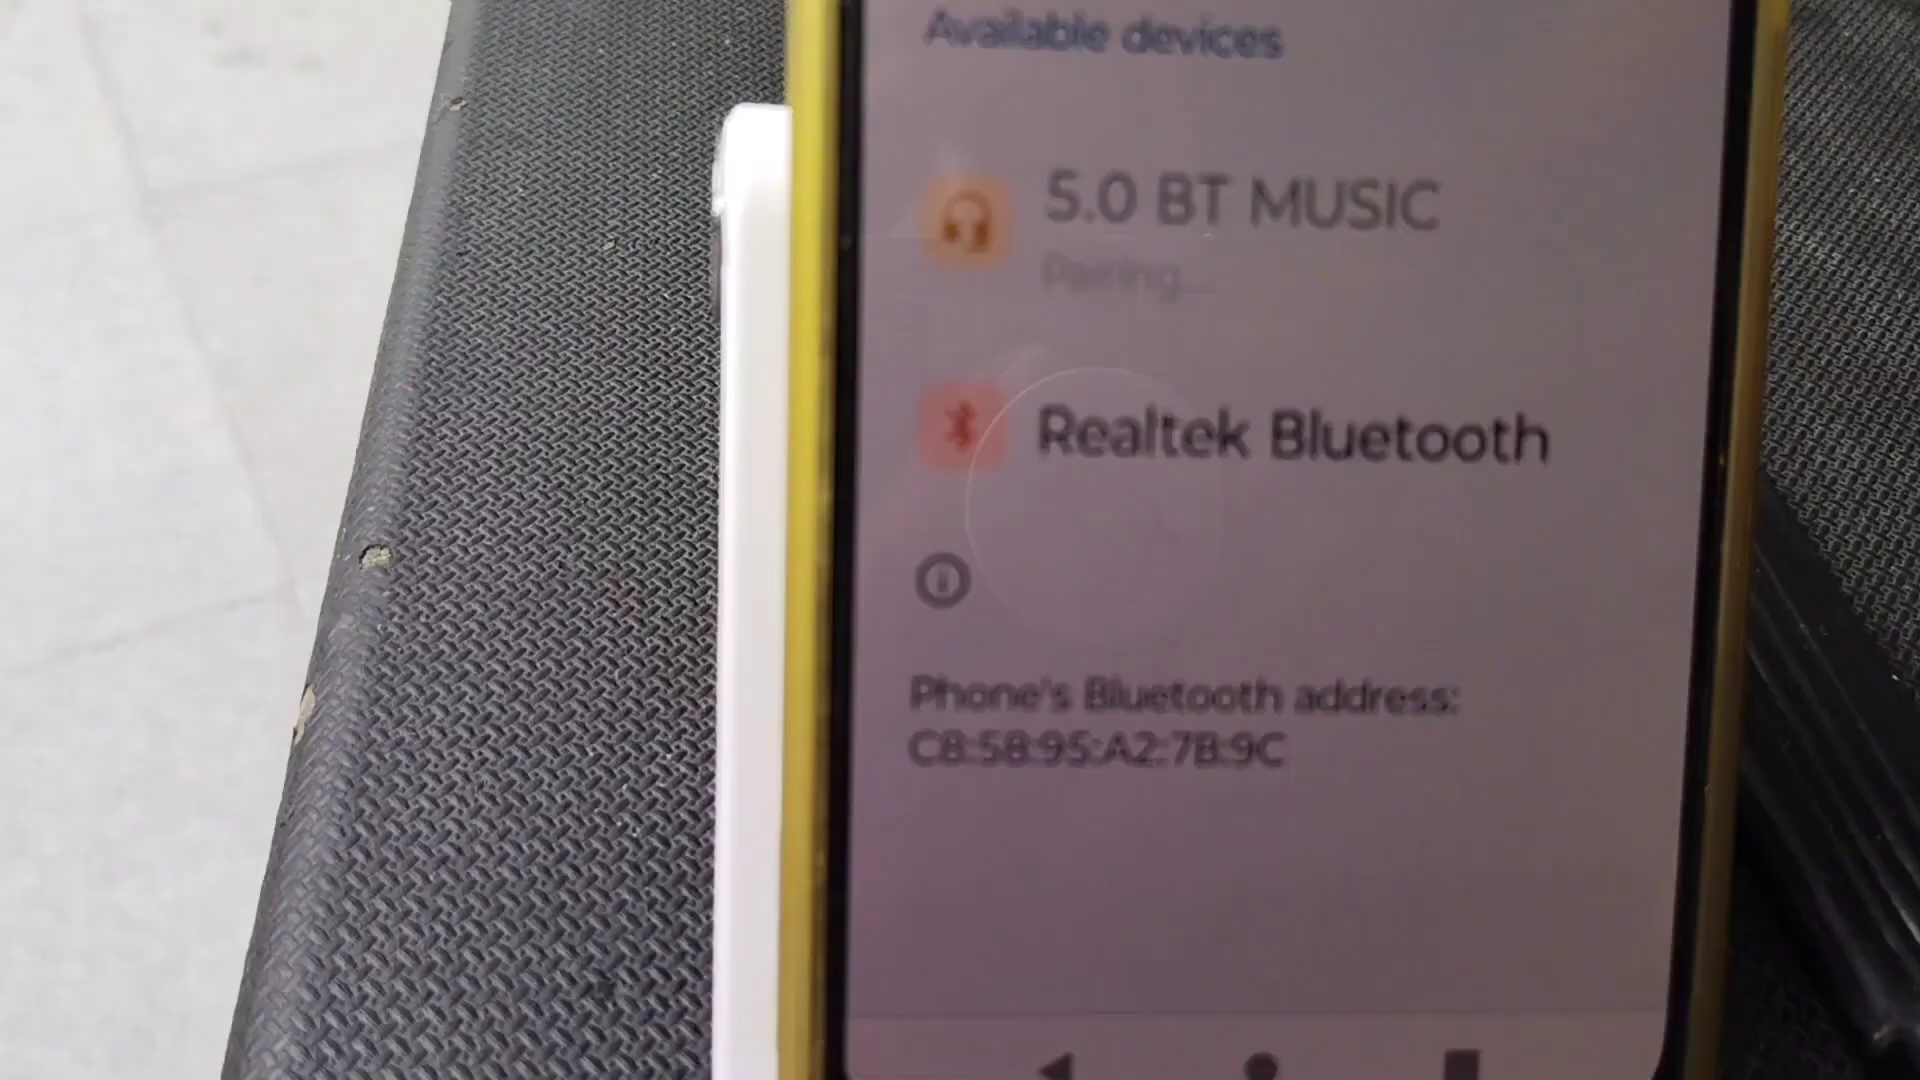 Available devices
5.0 BT MUSIC
Pairing...
Realtek Bluetooth
Phone's Bluetooth address:
C8:58:95:A2:7B:9C